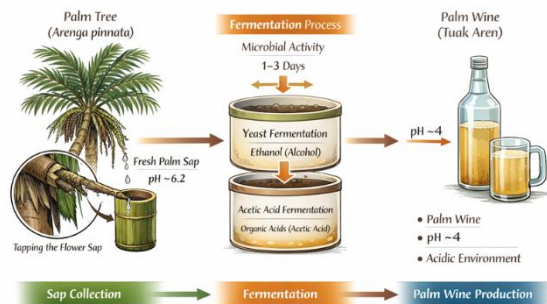 Palm Tree
(Arenga pinnata)
Fresh Palm Sap
pH ~6.2
Tapping the Flower Sap
Fermentation Process
Microbial Activity
1–3 Days
Yeast Fermentation
Ethanol (Alcohol)
Acetic Acid Fermentation
Organic Acids (Acetic Acid)
Palm Wine
(Tuak Aren)
pH ~4
• Palm Wine
• pH ~4
• Acidic Environment
Sap Collection
Fermentation
Palm Wine Production